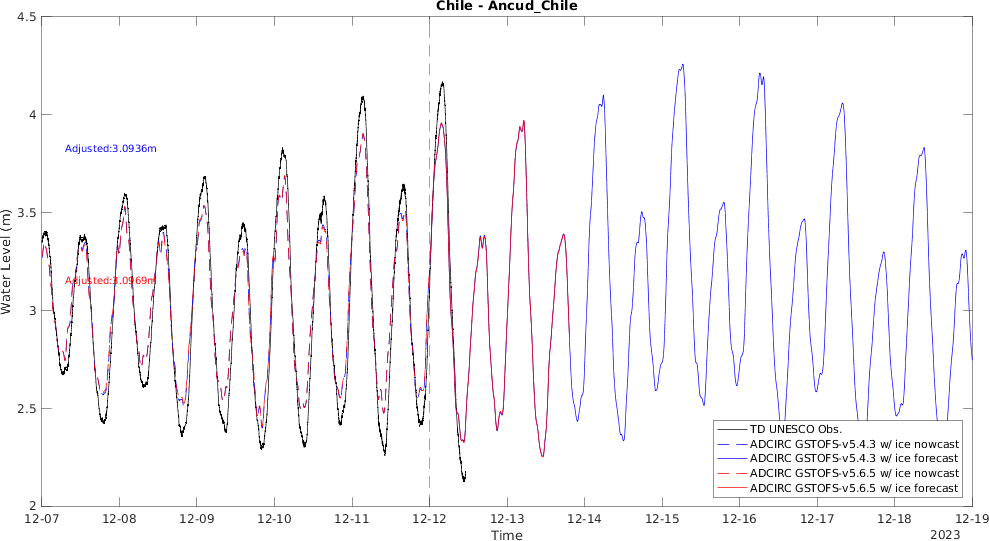 Chile - Ancud_Chile
Water Level (m)
4.5
4
3.5
3
2.5
2
Adjusted:3.0936m
Adjusted:3.0969m
TD UNESCO Obs.
ADCIRC GSTOFS-v5.4.3 w/ ice nowcast
ADCIRC GSTOFS-v5.4.3 w/ ice forecast
ADCIRC GSTOFS-v5.6.5 w/ ice nowcast
ADCIRC GSTOFS-v5.6.5 w/ ice forecast
12-07 12-08 12-09 12-10 12-11 12-12 12-13 12-14 12-15 12-16 12-17 12-18 12-19
Time
2023